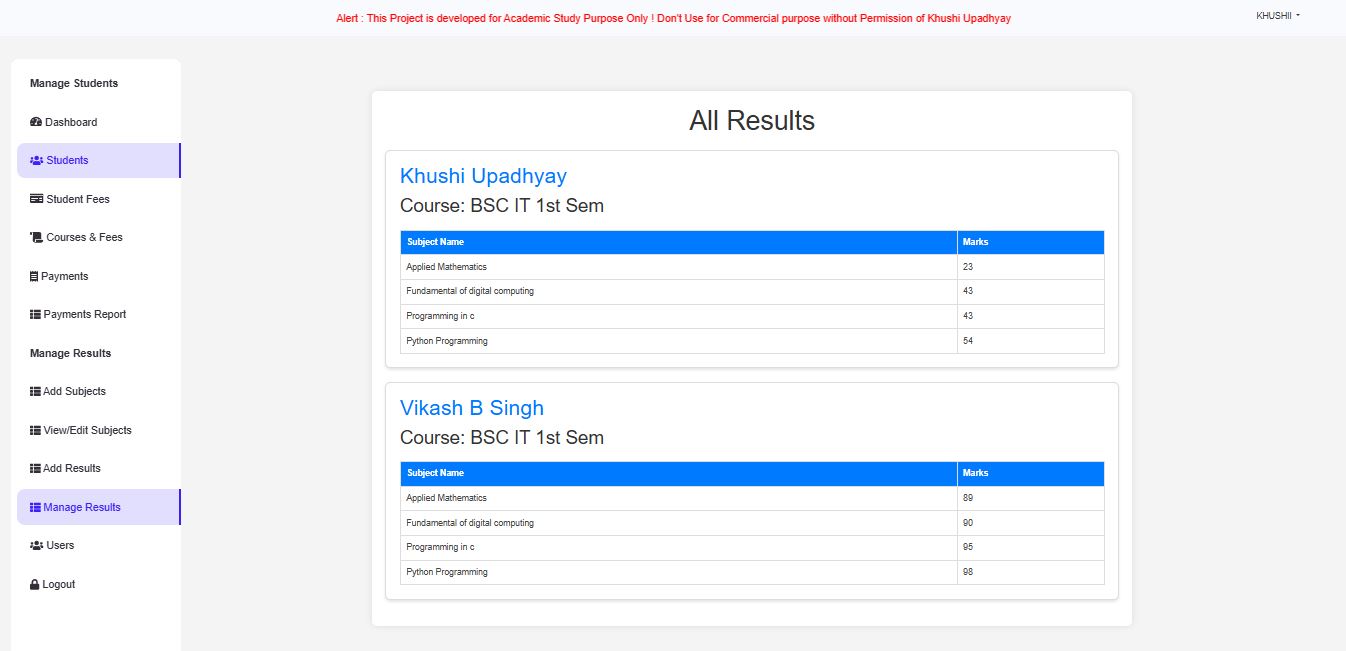 Alert : This Project is developed for Academic Study Purpose Only ! Don't Use for Commercial purpose without Permission of Khushi Upadhyay
KHUSHII
Manage Students
Dashboard
Students
Student Fees
Courses & Fees
Payments
Payments Report
Manage Results
Add Subjects
View/Edit Subjects
Add Results
Manage Results
Users
Logout
All Results
Khushi Upadhyay
Course: BSC IT 1st Sem
Subject Name Marks
Applied Mathematics 23
Fundamental of digital computing 43
Programming in c 43
Python Programming 54
Vikash B Singh
Course: BSC IT 1st Sem
Subject Name Marks
Applied Mathematics 89
Fundamental of digital computing 90
Programming in c 95
Python Programming 98